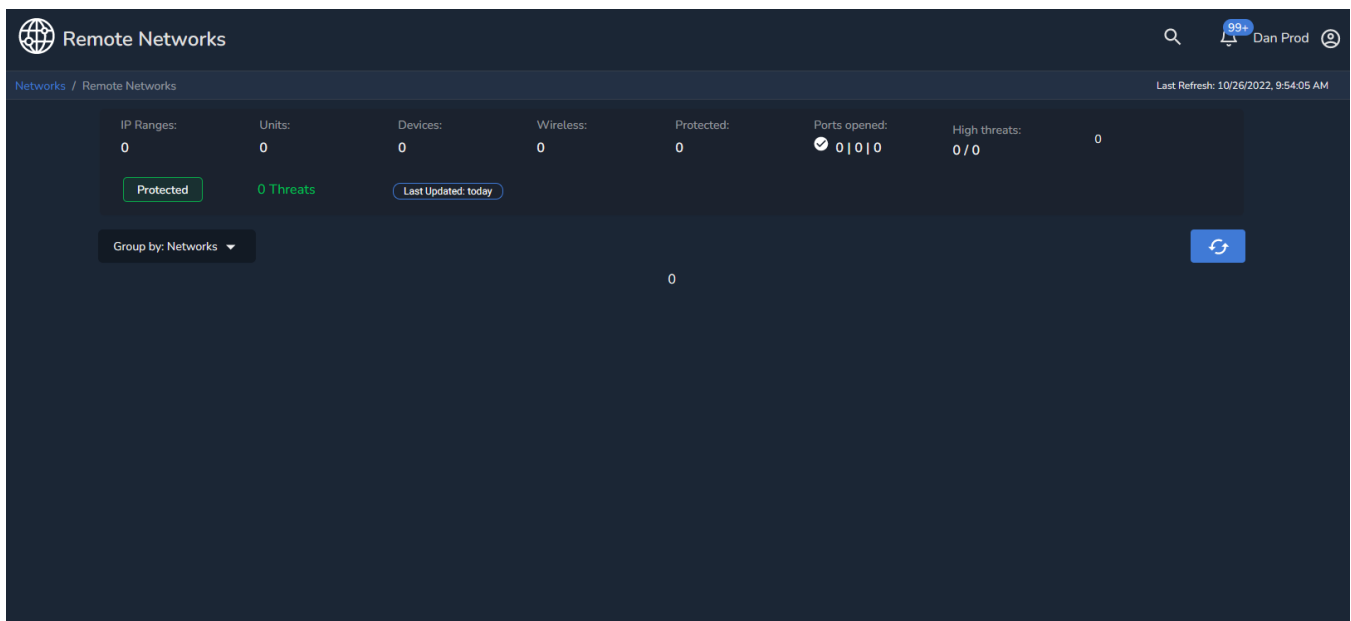 Remote Networks
99+
Dan Prod
Networks / Remote Networks
Last Refresh: 10/26/2022, 9:54:05 AM
IP Ranges: Units: Devices: Wireless: Protected: Ports opened: High threats:
0 0 0 0 0 0 | 0 | 0 0 / 0 0
Protected 0 Threats Last Updated: today
Group by: Networks
0